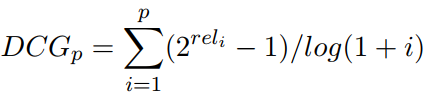 DCG_p = \sum_{i=1}^{p} (2^{rel_i} - 1)/log(1 + i)